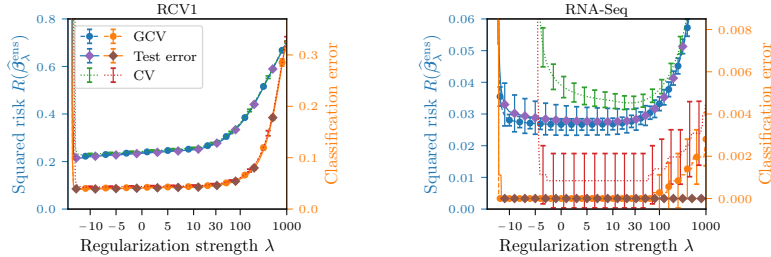 RCV1
RNA-Seq
Squared risk R(β̂_λ^ens)
0.8
0.6
0.4
0.2
0.0
GCV
Test error
CV
0.3
0.2
0.1
0.0
Classification error
−10 −5 0 5 10 30 100 1000
Regularization strength λ
Squared risk R(β̂_λ^ens)
0.06
0.05
0.04
0.03
0.02
0.01
0.00
0.008
0.006
0.004
0.002
0.000
Classification error
−10 −5 0 5 10 30 100 1000
Regularization strength λ